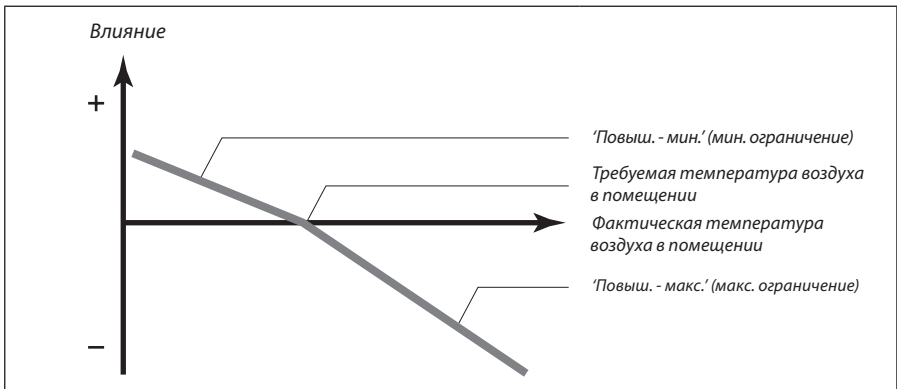 Влияние
+
‘Повыш. - мин.’ (мин. ограничение)
Требуемая температура воздуха
в помещении
Фактическая температура
воздуха в помещении
‘Повыш. - макс.’ (макс. ограничение)
–